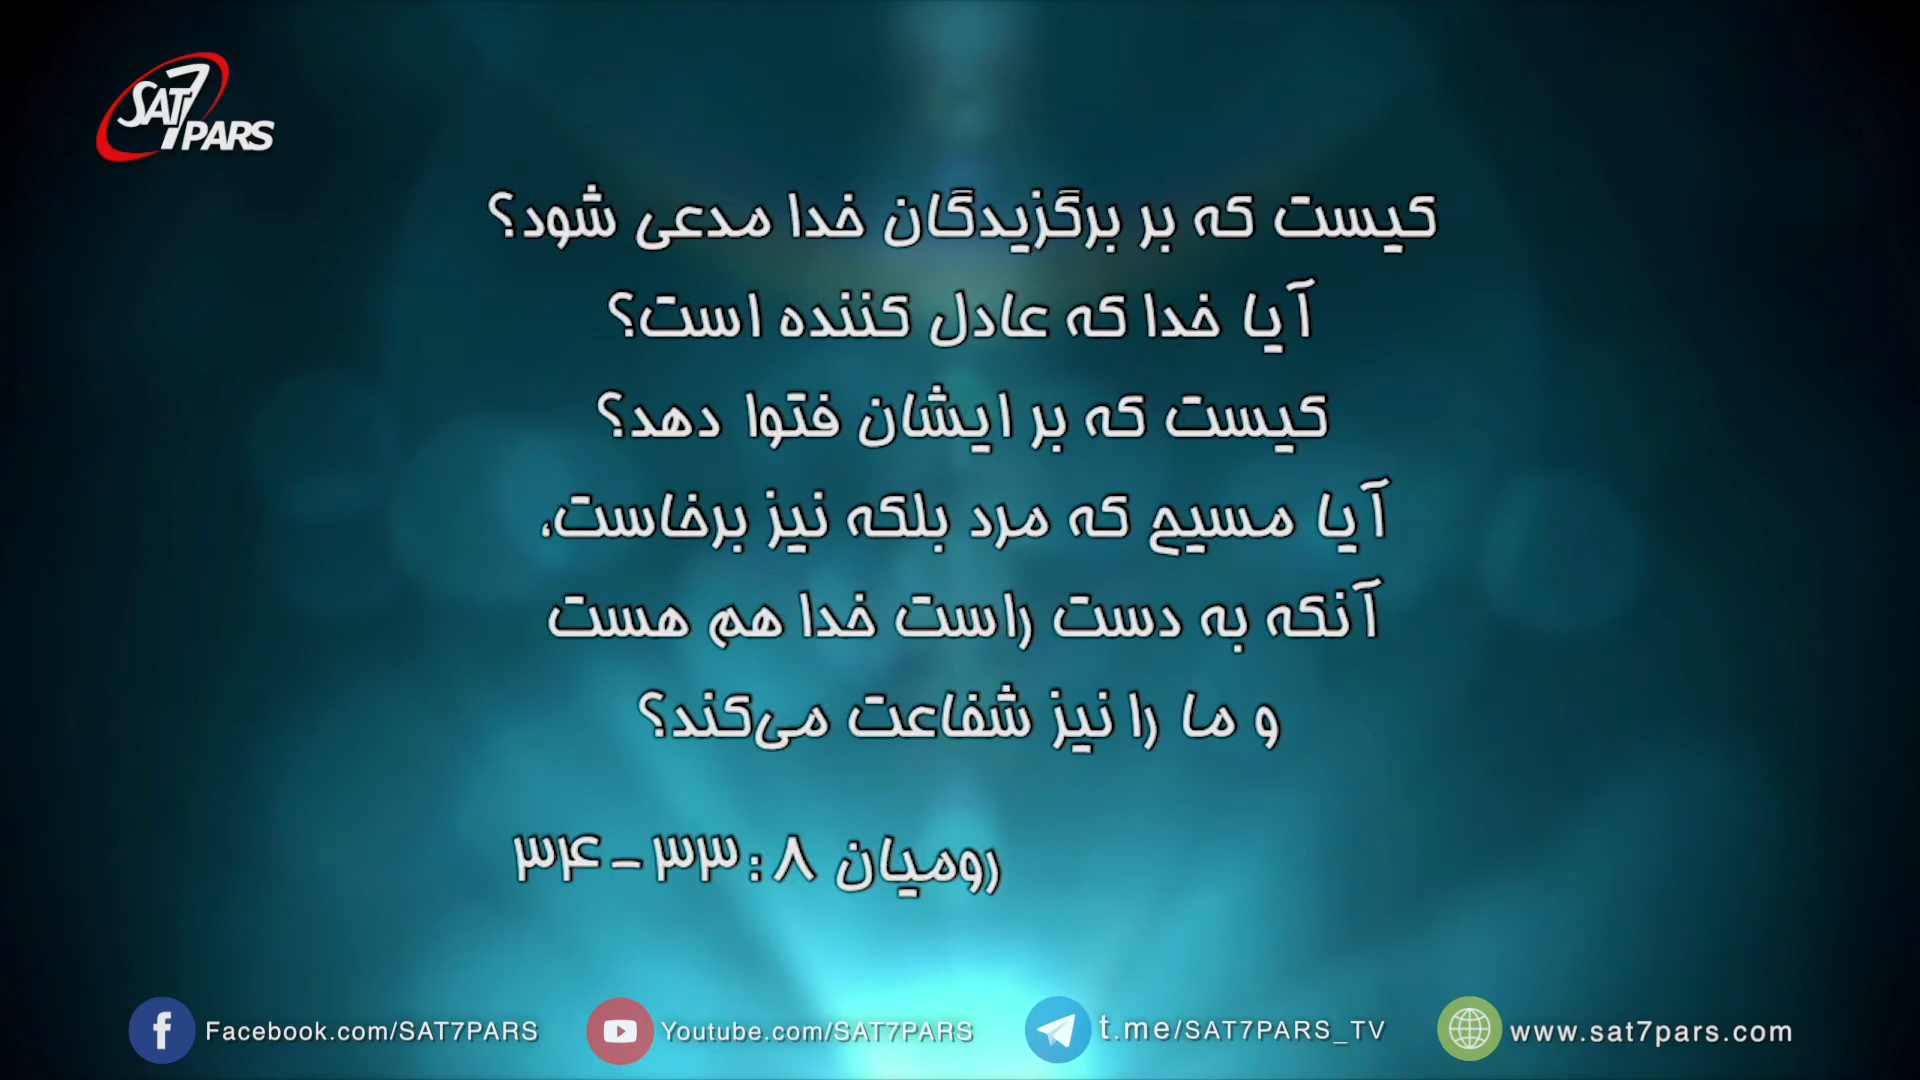 SAT7 PARS
کیست که بر برگزیدگان خدا مدعی شود؟
آیا خدا که عادل کننده است؟
کیست که بر ایشان فتوا دهد؟
آیا مسیح که مرد بلکه نیز برخاست،
آنکه به دست راست خدا هم هست
و ما را نیز شفاعت می‌کند؟
رومیان ۸:۳۳-۳۴
Facebook.com/SAT7PARS
Youtube.com/SAT7PARS
t.me/SAT7PARS_TV
www.sat7pars.com